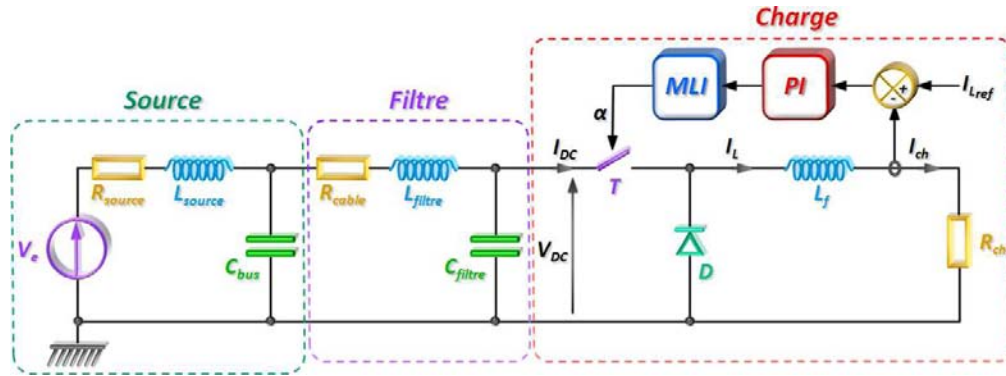 Charge
Source
Filtre
MLI
PI
+
-
I_Lref
α
I_DC
T
I_L
I_ch
R_source
L_source
R_cable
L_filtre
L_f
V_e
C_bus
C_filtre
V_DC
D
R_ch